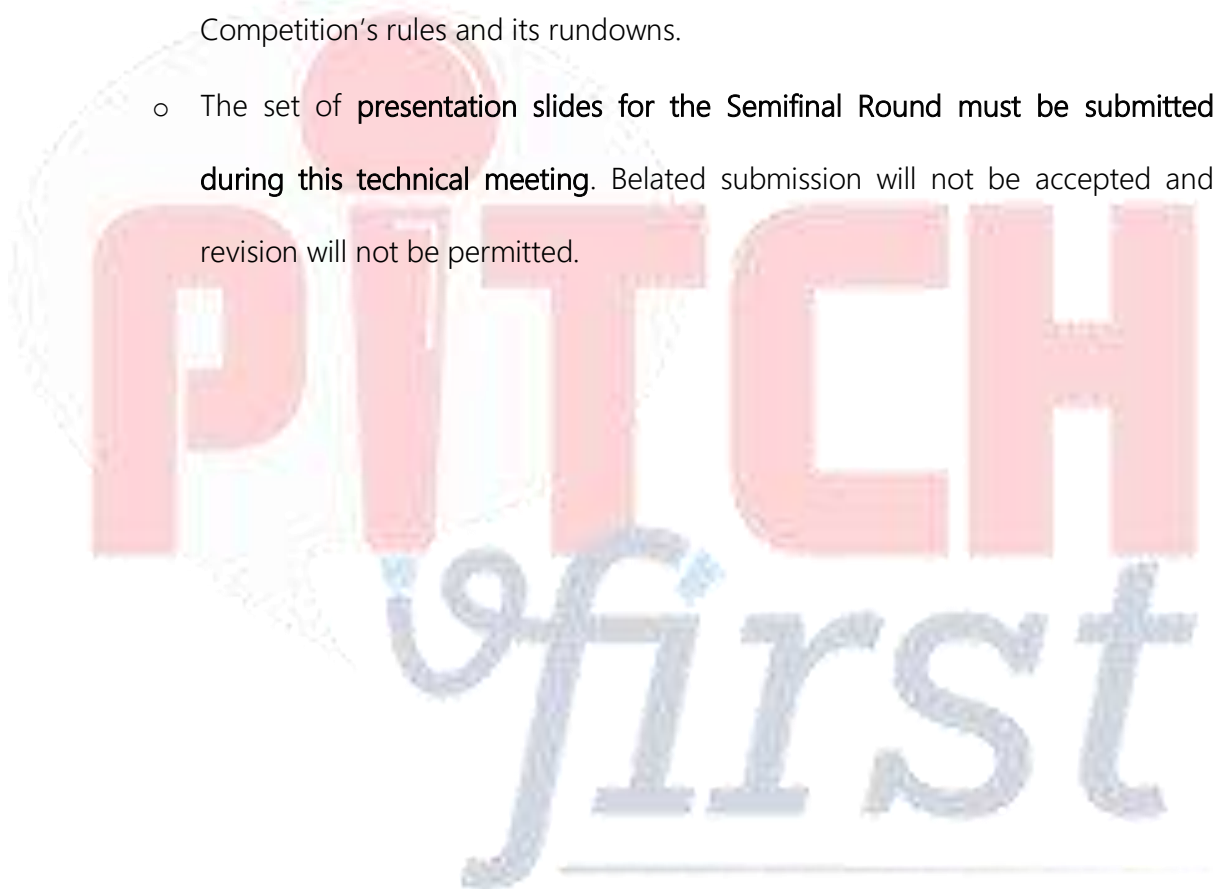 Competition’s rules and its rundowns.
o The set of presentation slides for the Semifinal Round must be submitted
during this technical meeting. Belated submission will not be accepted and
revision will not be permitted.
PiTCH
first